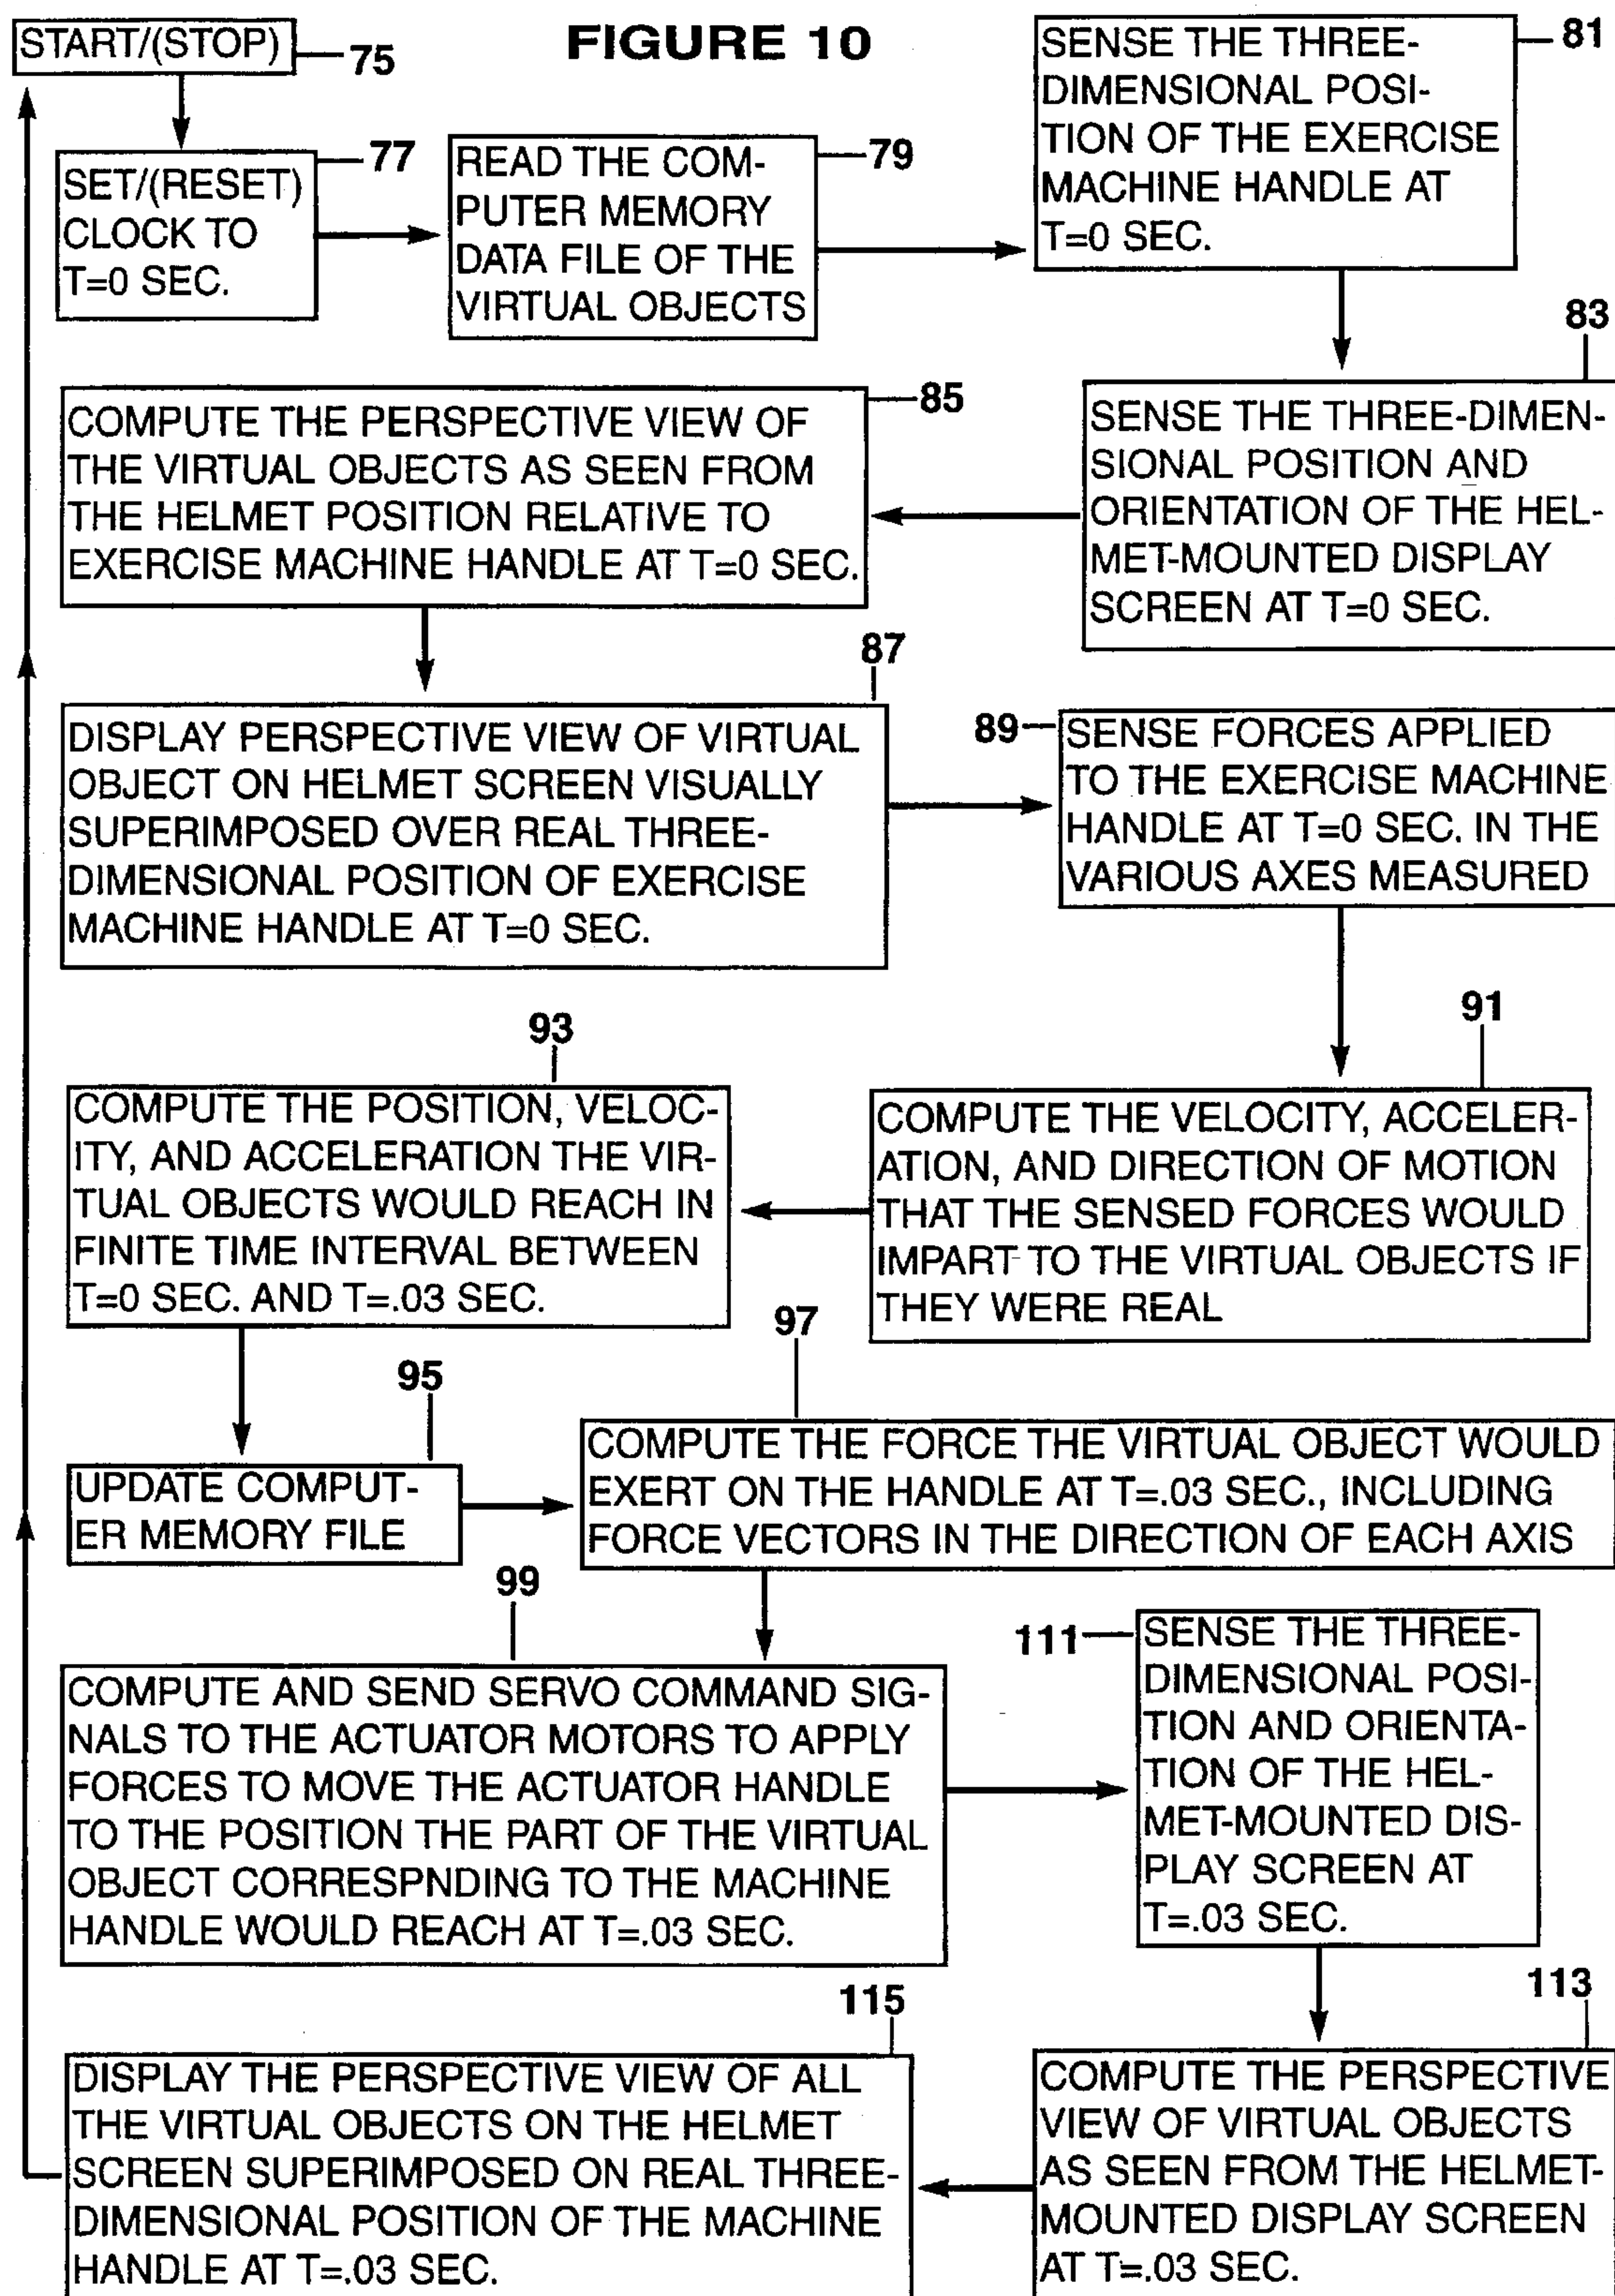 FIGURE 10
START/(STOP)
75
SET/(RESET)
CLOCK TO
T=0 SEC.
77
READ THE COM-
PUTER MEMORY
DATA FILE OF THE
VIRTUAL OBJECTS
79
SENSE THE THREE-
DIMENSIONAL POSI-
TION OF THE EXERCISE
MACHINE HANDLE AT
T=0 SEC.
81
83
SENSE THE THREE-DIMEN-
SIONAL POSITION AND
ORIENTATION OF THE HEL-
MET-MOUNTED DISPLAY
SCREEN AT T=0 SEC.
85
COMPUTE THE PERSPECTIVE VIEW OF
THE VIRTUAL OBJECTS AS SEEN FROM
THE HELMET POSITION RELATIVE TO
EXERCISE MACHINE HANDLE AT T=0 SEC.
87
DISPLAY PERSPECTIVE VIEW OF VIRTUAL
OBJECT ON HELMET SCREEN VISUALLY
SUPERIMPOSED OVER REAL THREE-
DIMENSIONAL POSITION OF EXERCISE
MACHINE HANDLE AT T=0 SEC.
89
SENSE FORCES APPLIED
TO THE EXERCISE MACHINE
HANDLE AT T=0 SEC. IN THE
VARIOUS AXES MEASURED
91
COMPUTE THE VELOCITY, ACCELER-
ATION, AND DIRECTION OF MOTION
THAT THE SENSED FORCES WOULD
IMPART TO THE VIRTUAL OBJECTS IF
THEY WERE REAL
93
COMPUTE THE POSITION, VELOC-
ITY, AND ACCELERATION THE VIR-
TUAL OBJECTS WOULD REACH IN
FINITE TIME INTERVAL BETWEEN
T=0 SEC. AND T=.03 SEC.
95
UPDATE COMPUT-
ER MEMORY FILE
97
COMPUTE THE FORCE THE VIRTUAL OBJECT WOULD
EXERT ON THE HANDLE AT T=.03 SEC., INCLUDING
FORCE VECTORS IN THE DIRECTION OF EACH AXIS
99
COMPUTE AND SEND SERVO COMMAND SIG-
NALS TO THE ACTUATOR MOTORS TO APPLY
FORCES TO MOVE THE ACTUATOR HANDLE
TO THE POSITION THE PART OF THE VIRTUAL
OBJECT CORRESPNDING TO THE MACHINE
HANDLE WOULD REACH AT T=.03 SEC.
111
SENSE THE THREE-
DIMENSIONAL POSI-
TION AND ORIENTA-
TION OF THE HEL-
MET-MOUNTED DIS-
PLAY SCREEN AT
T=.03 SEC.
113
COMPUTE THE PERSPECTIVE
VIEW OF VIRTUAL OBJECTS
AS SEEN FROM THE HELMET-
MOUNTED DISPLAY SCREEN
AT T=.03 SEC.
115
DISPLAY THE PERSPECTIVE VIEW OF ALL
THE VIRTUAL OBJECTS ON THE HELMET
SCREEN SUPERIMPOSED ON REAL THREE-
DIMENSIONAL POSITION OF THE MACHINE
HANDLE AT T=.03 SEC.